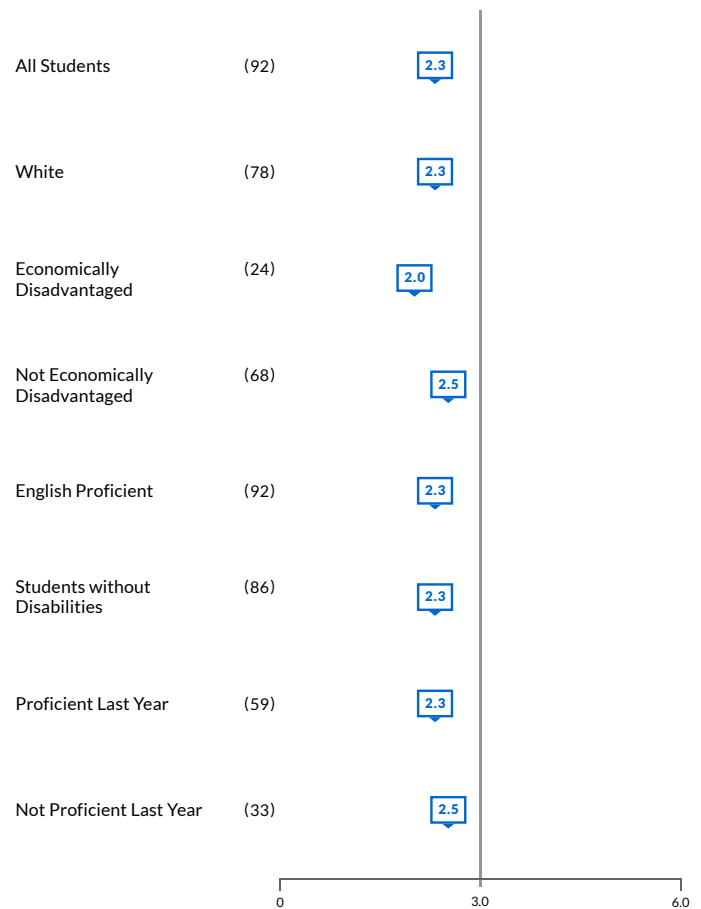 All Students (92) 2.3
White (78) 2.3
Economically (24) 2.0
Disadvantaged
Not Economically (68) 2.5
Disadvantaged
English Proficient (92) 2.3
Students without (86) 2.3
Disabilities
Proficient Last Year (59) 2.3
Not Proficient Last Year (33) 2.5
0 3.0 6.0